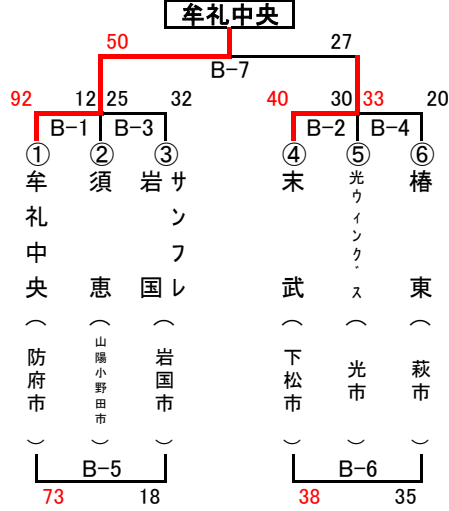 牟礼中央
50 27
B-7
92 12 25 32 40 30 33 20
B-1 B-3 B-2 B-4
① ② ③ ④ ⑤ ⑥
牟礼中央（防府市）
須恵（山陽小野田市）
岩国サンフレ（岩国市）
末武（下松市）
光ウィングス（光市）
椿東（萩市）
B-5 B-6
73 18 38 35